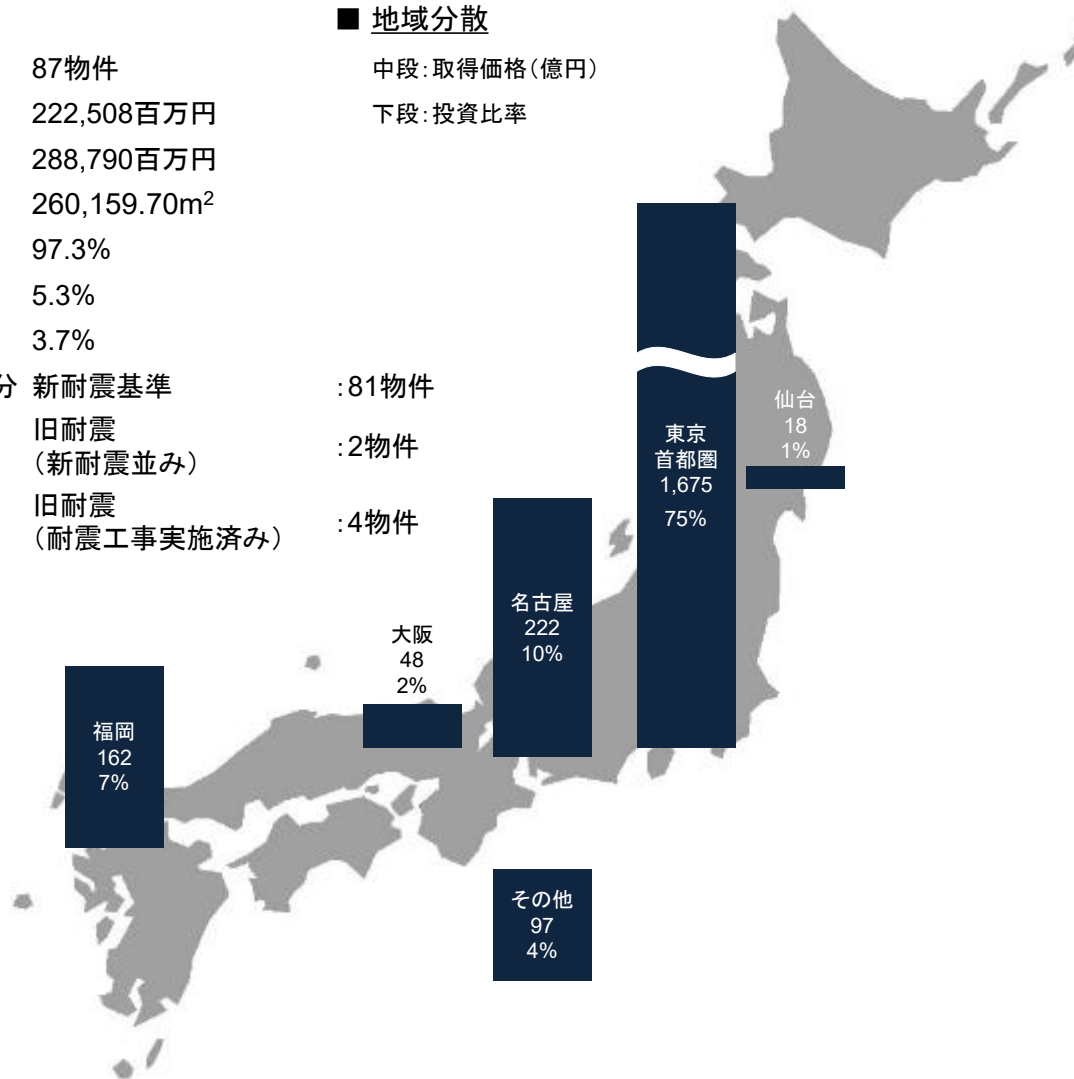 87物件
222,508百万円
288,790百万円
260,159.70m²
97.3%
5.3%
3.7%
分 新耐震基準 :81物件
旧耐震
(新耐震並み) :2物件
旧耐震
(耐震工事実施済み) :4物件
■ 地域分散
中段:取得価格(億円)
下段:投資比率
仙台
18
1%
東京
首都圏
1,675
75%
名古屋
222
10%
大阪
48
2%
福岡
162
7%
その他
97
4%